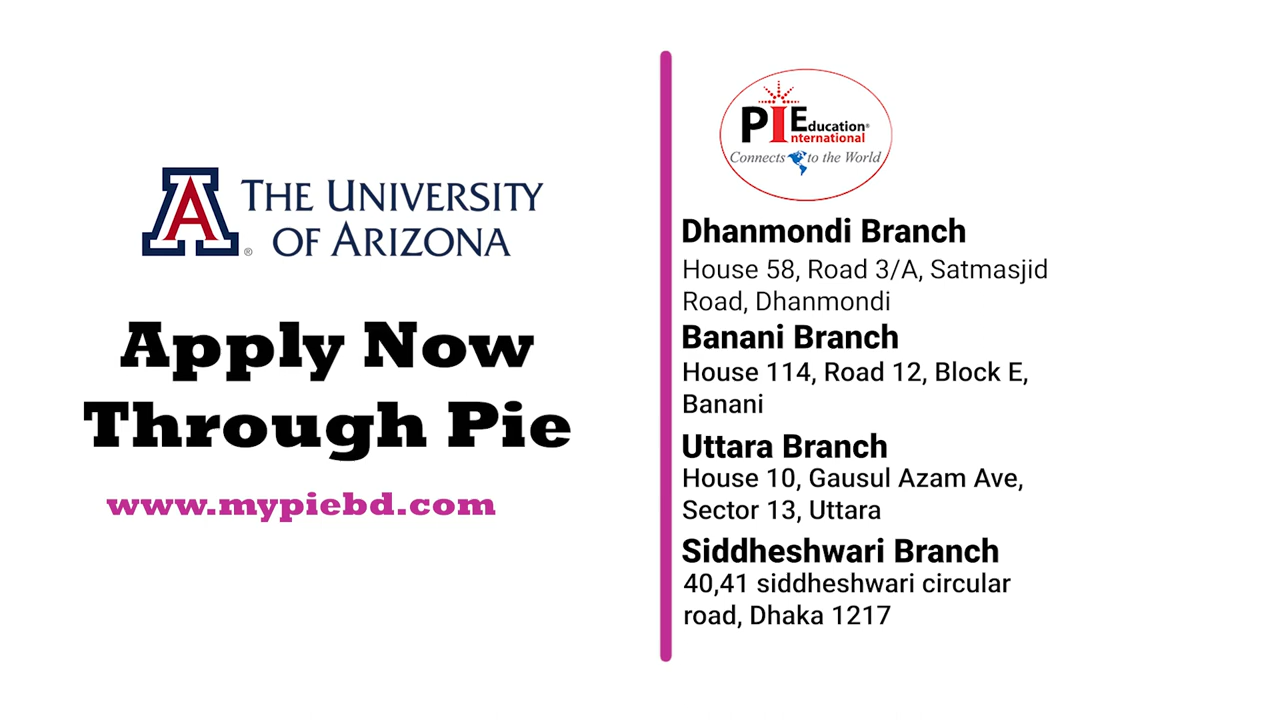 THE UNIVERSITY
OF ARIZONA
A
®
Apply Now
Through Pie
www.mypiebd.com
PIEducation®
International
Connects to the World
Dhanmondi Branch
House 58, Road 3/A, Satmasjid
Road, Dhanmondi
Banani Branch
House 114, Road 12, Block E,
Banani
Uttara Branch
House 10, Gausul Azam Ave,
Sector 13, Uttara
Siddheshwari Branch
40,41 siddheshwari circular
road, Dhaka 1217